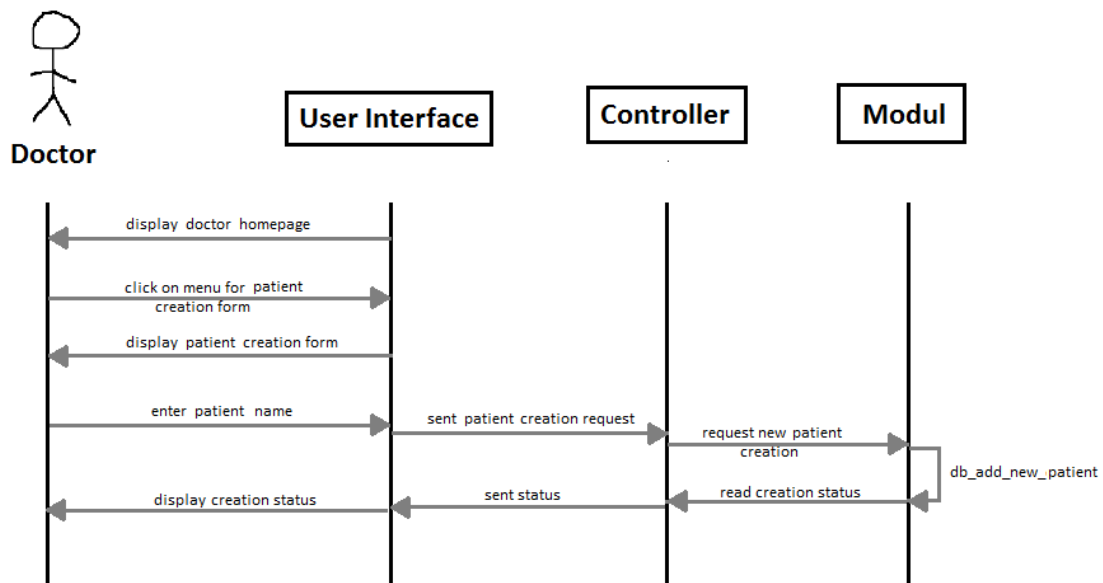 Doctor
User Interface
Controller
Modul
display doctor homepage
click on menu for patient
creation form
display patient creation form
enter patient name
sent patient creation request
request new patient
creation
db_add_new_patient
read creation status
sent status
display creation status